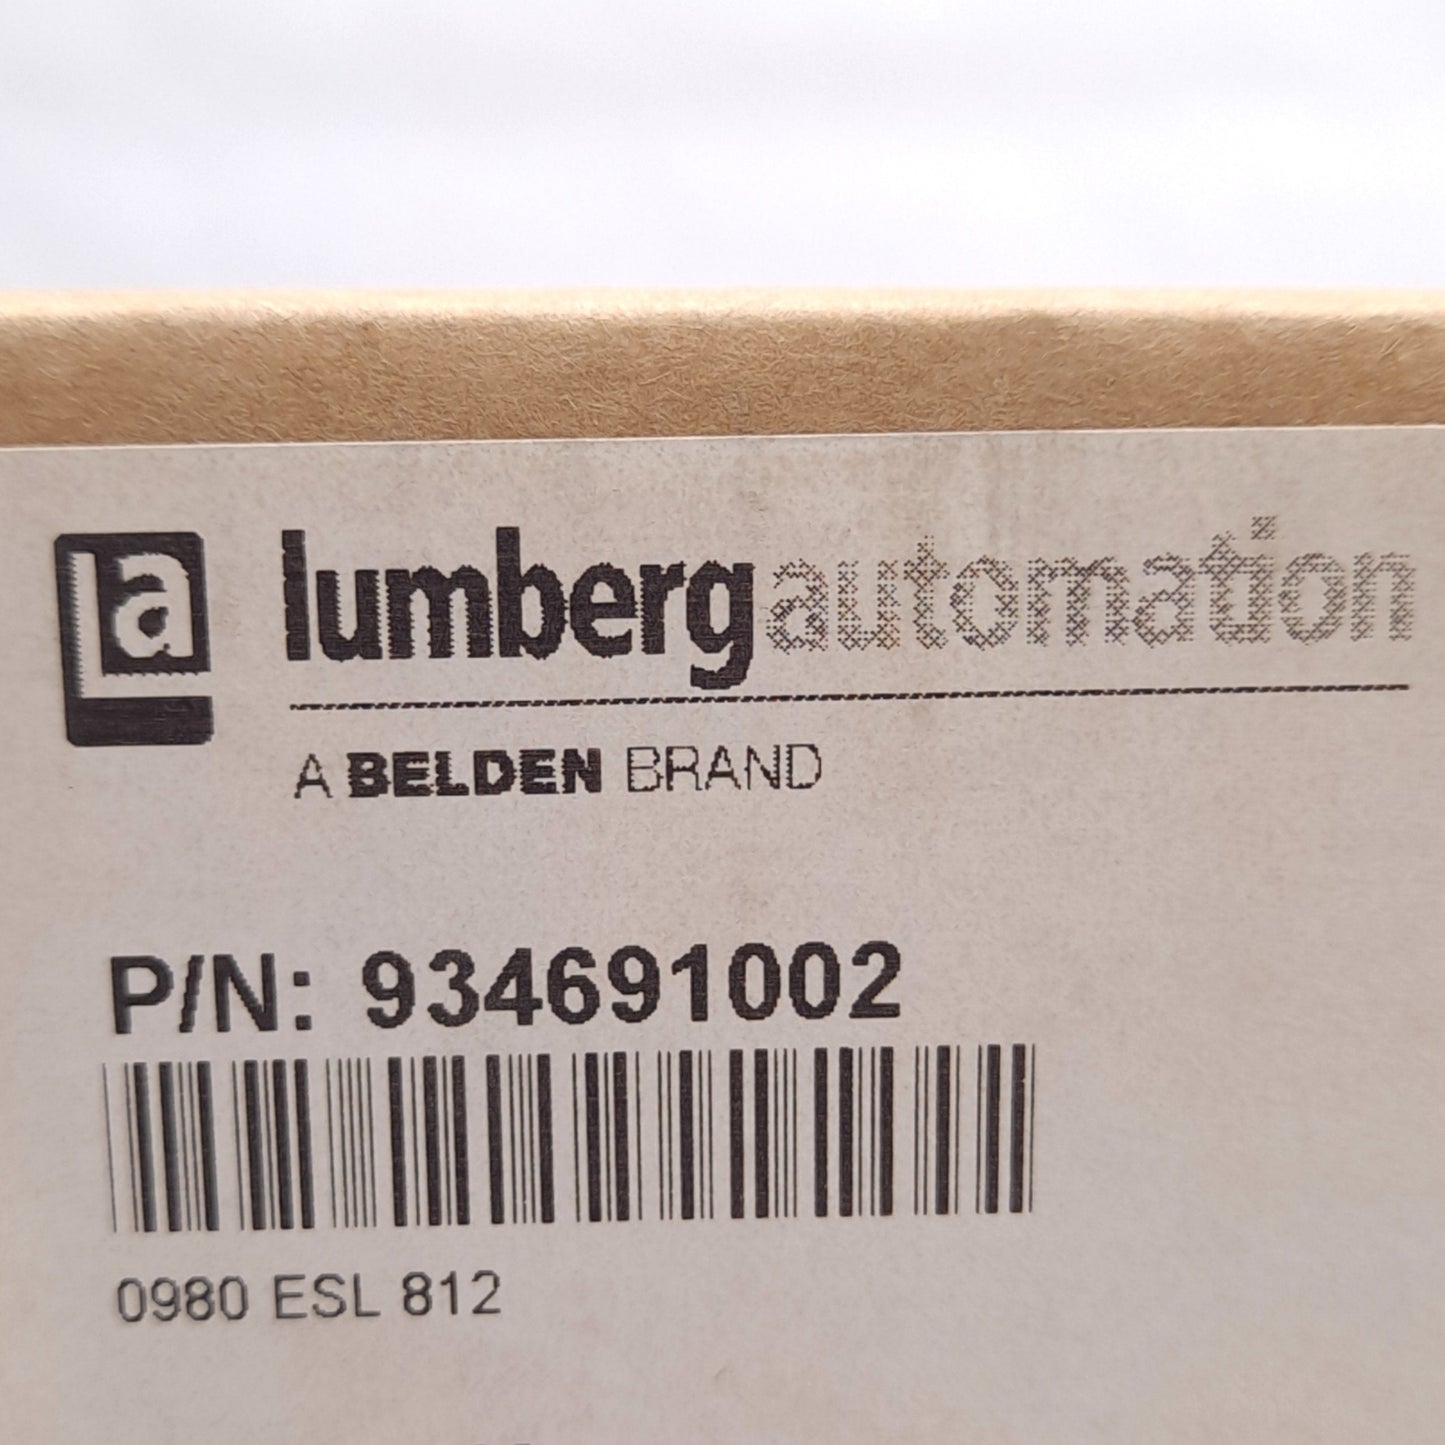 la lumbergautomation
A BELDEN BRAND
P/N: 934691002
0980 ESL 812